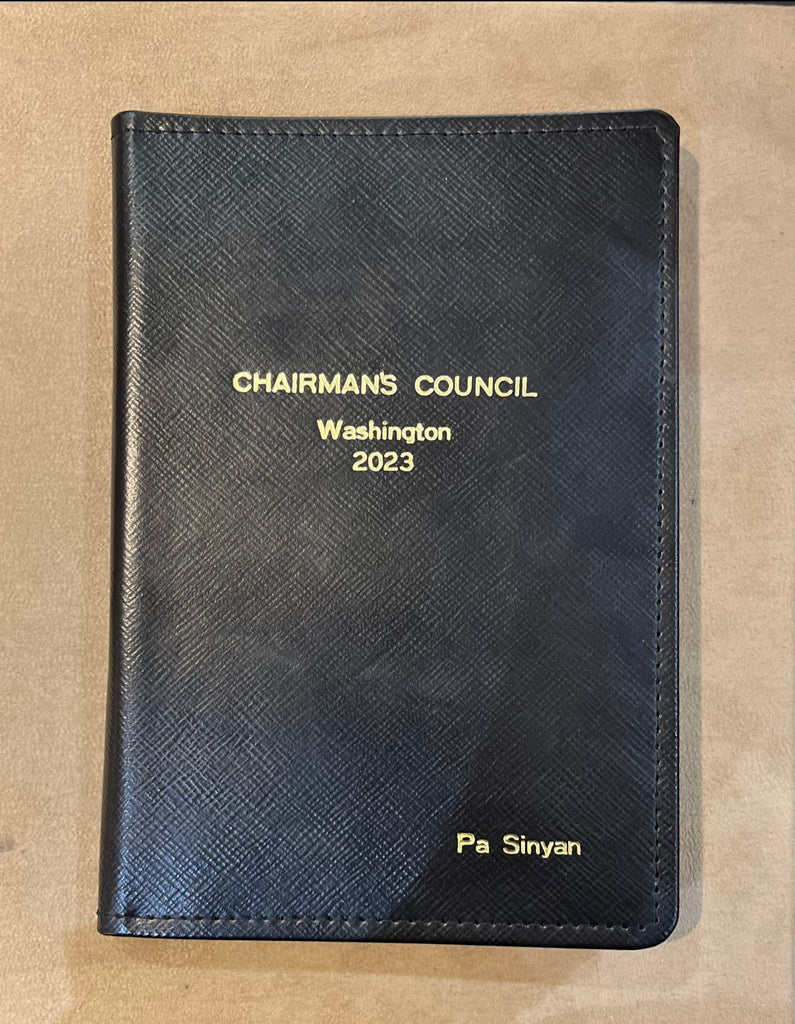 CHAIRMAN'S COUNCIL
Washington
2023
Pa Sinyan